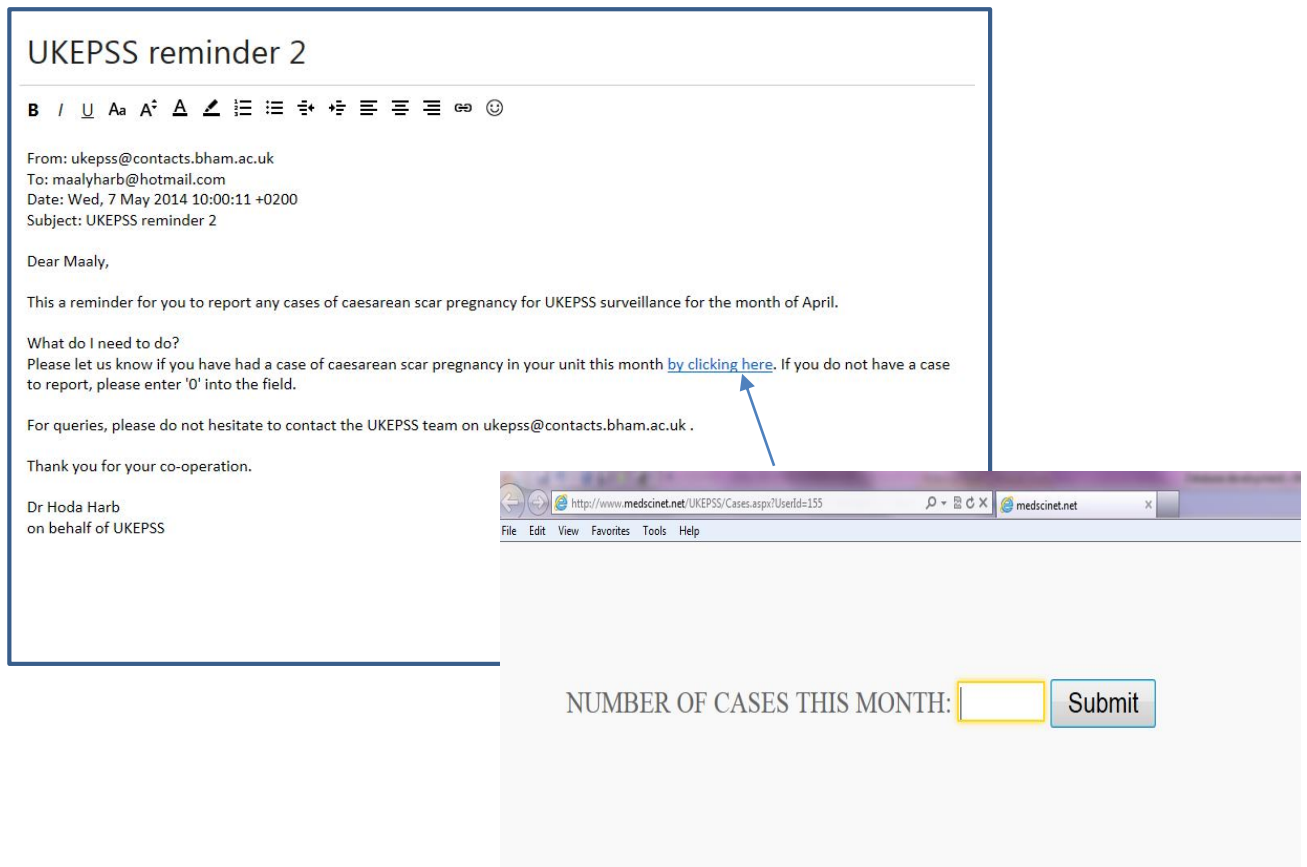 UKEPSS reminder 2
B I U Aa A A
From: ukepss@contacts.bham.ac.uk
To: maalyharb@hotmail.com
Date: Wed, 7 May 2014 10:00:11 +0200
Subject: UKEPSS reminder 2
Dear Maaly,
This a reminder for you to report any cases of caesarean scar pregnancy for UKEPSS surveillance for the month of April.
What do I need to do?
Please let us know if you have had a case of caesarean scar pregnancy in your unit this month by clicking here. If you do not have a case
to report, please enter '0' into the field.
For queries, please do not hesitate to contact the UKEPSS team on ukepss@contacts.bham.ac.uk .
Thank you for your co-operation.
Dr Hoda Harb
on behalf of UKEPSS
http://www.medscinet.net/UKEPSS/Cases.aspx?UserId=155
medscinet.net
File Edit View Favorites Tools Help
NUMBER OF CASES THIS MONTH: Submit